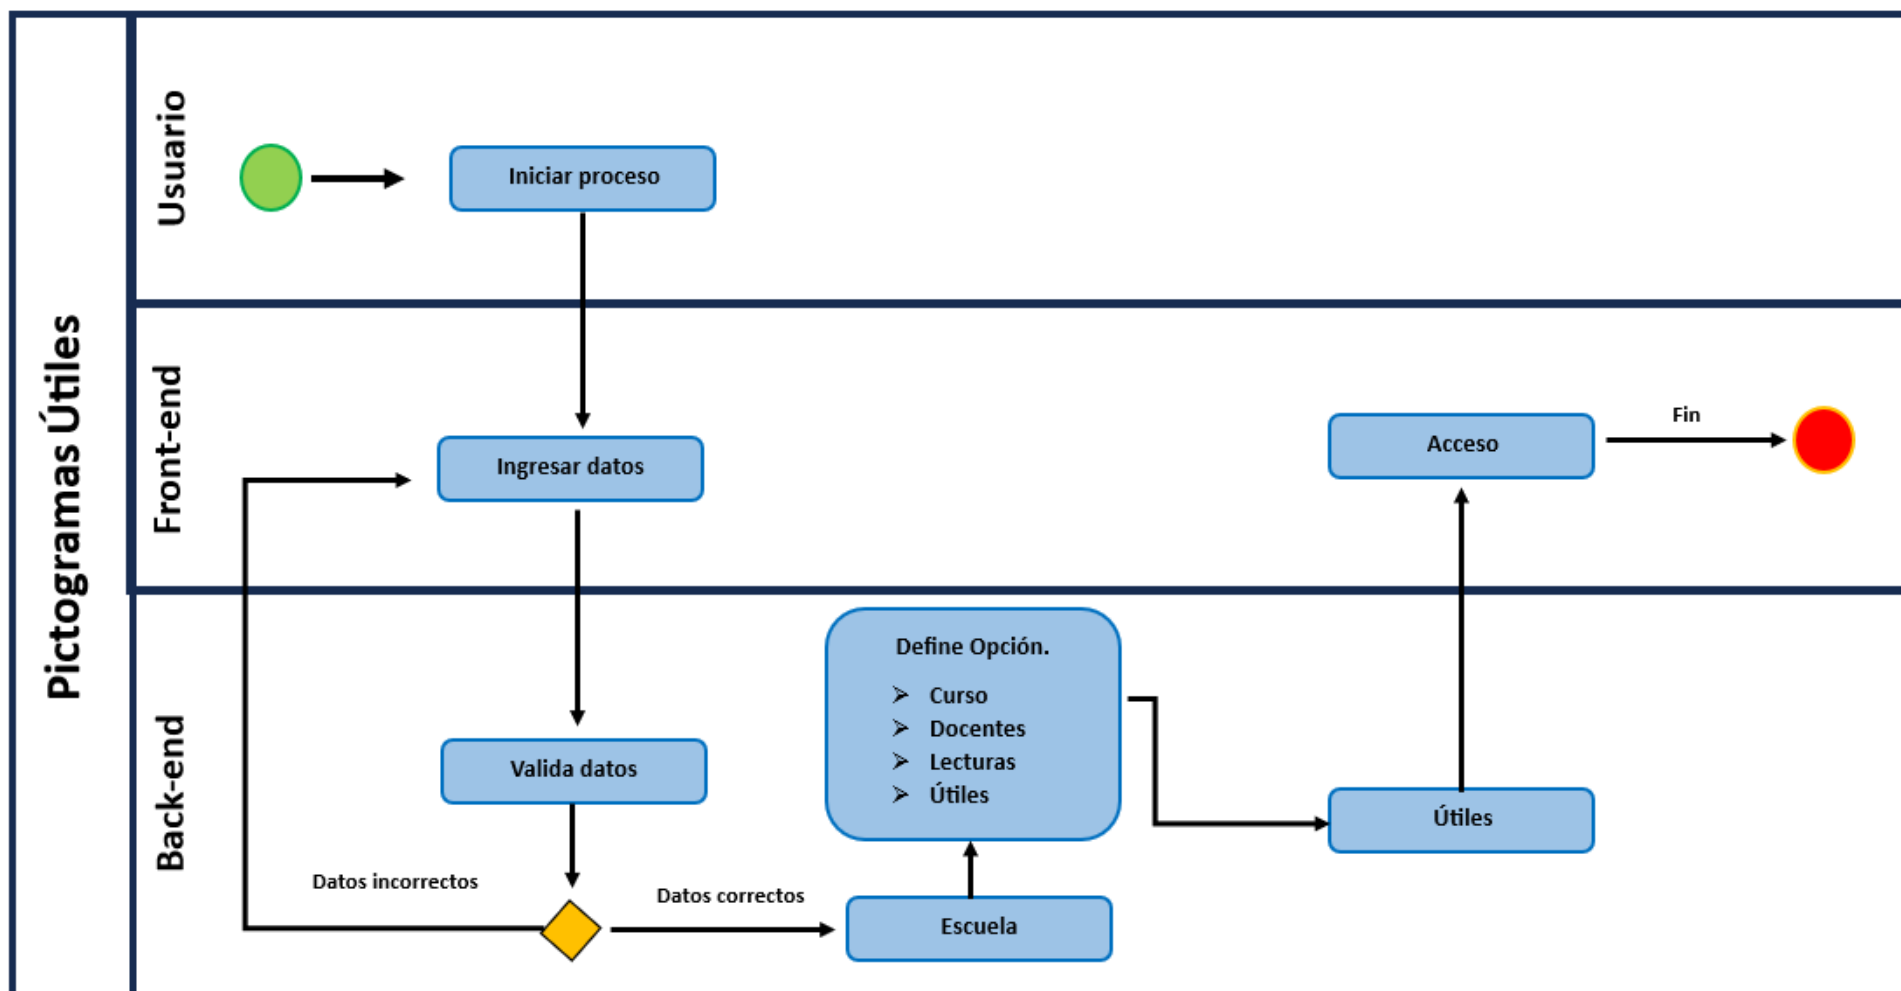 Pictogramas Útiles
Usuario
Iniciar proceso
Front-end
Ingresar datos
Acceso
Fin
Back-end
Valida datos
Datos incorrectos
Datos correctos
Escuela
Define Opción.
➢ Curso
➢ Docentes
➢ Lecturas
➢ Útiles
Útiles